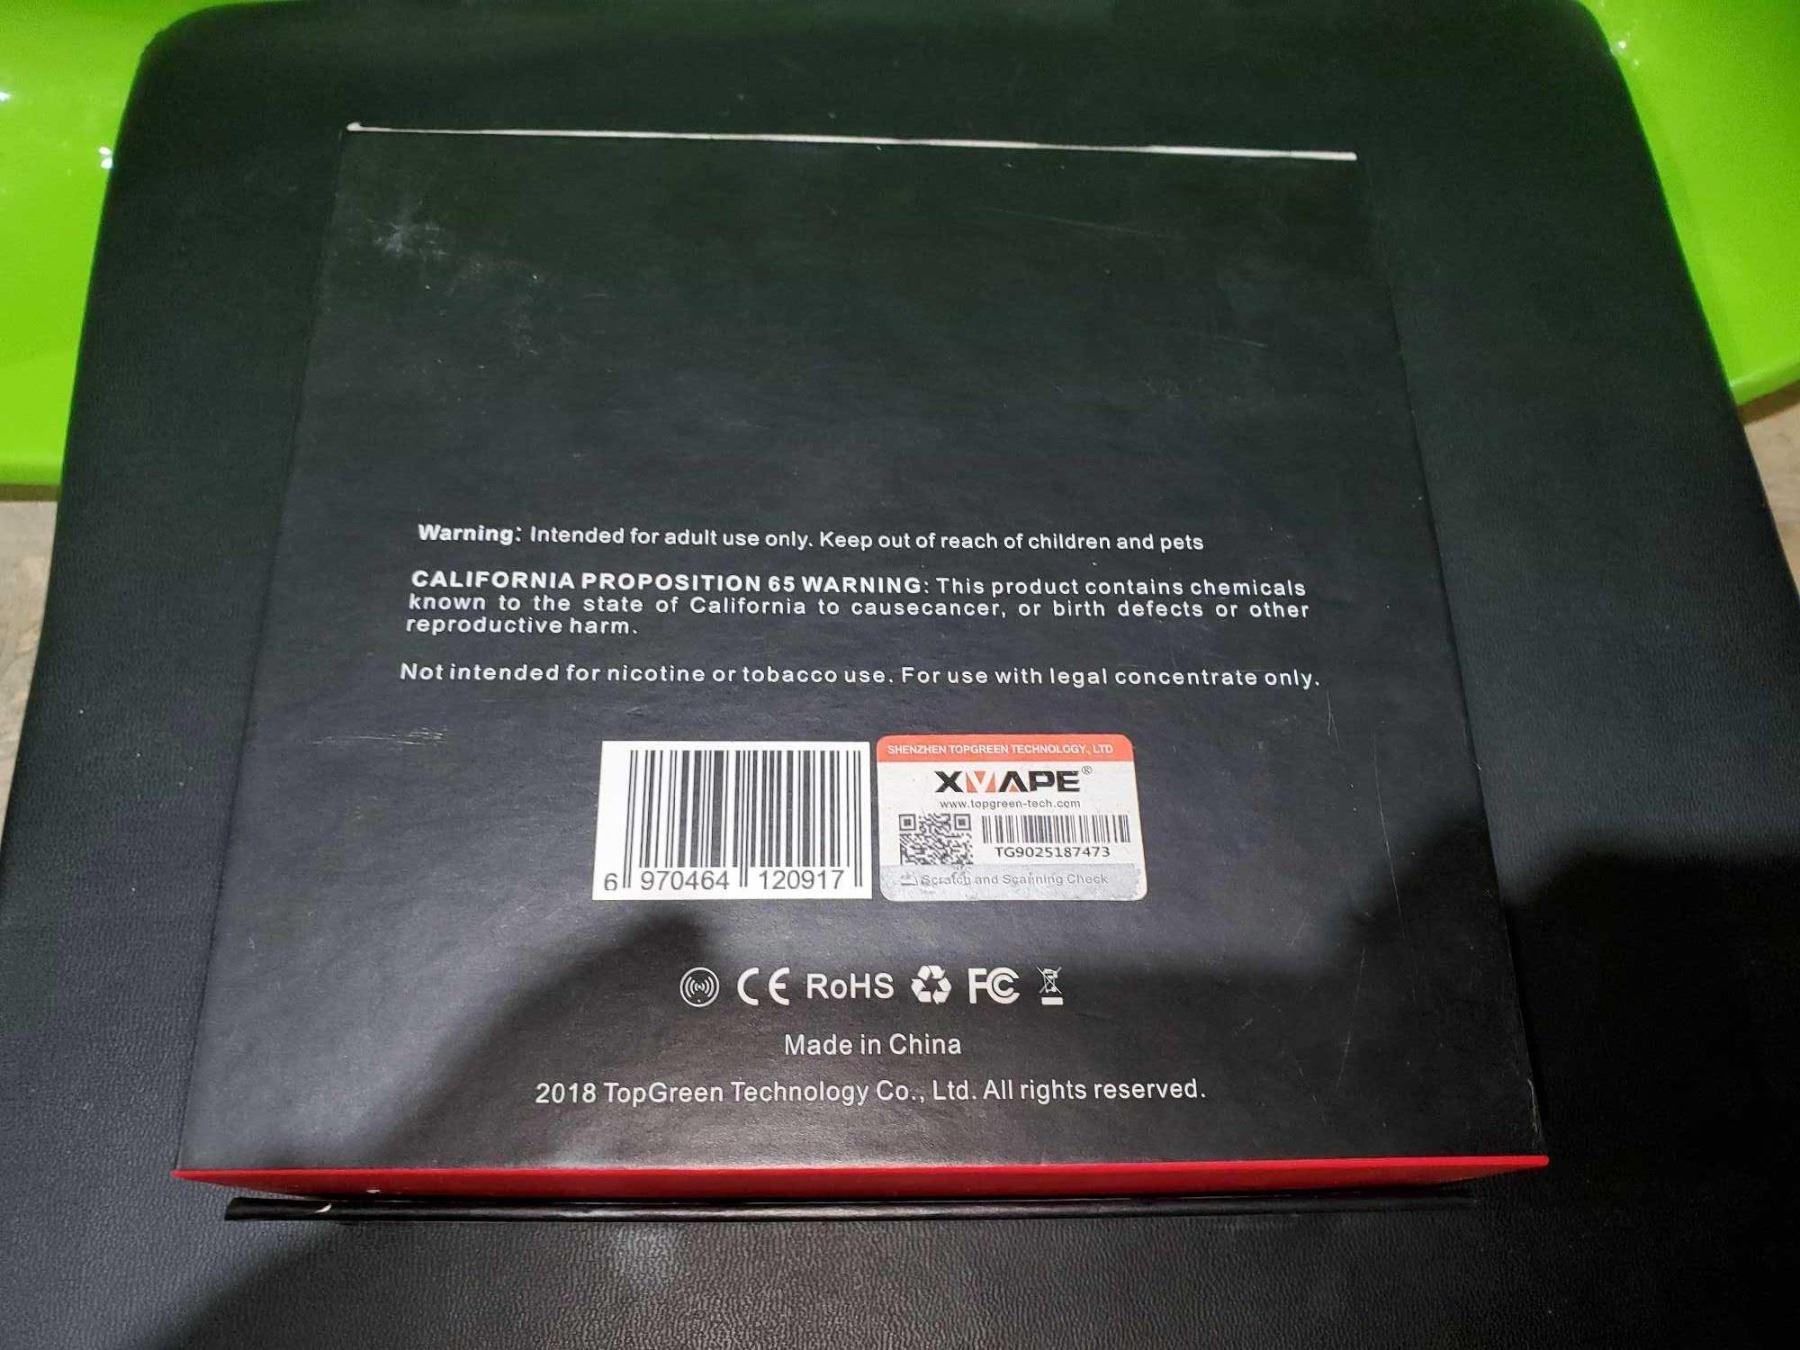 Warning: Intended for adult use only. Keep out of reach of children and pets
CALIFORNIA PROPOSITION 65 WARNING: This product contains chemicals
known to the state of California to causecancer, or birth defects or other
reproductive harm.
Not intended for nicotine or tobacco use. For use with legal concentrate only.
6 970464 120917
SHENZHEN TOPGREEN TECHNOLOGY., LTD
XVAPE®
www.topgreen-tech.com
TG9025187473
Scratch and Scanning Check
CE RoHS FC
Made in China
2018 TopGreen Technology Co., Ltd. All rights reserved.